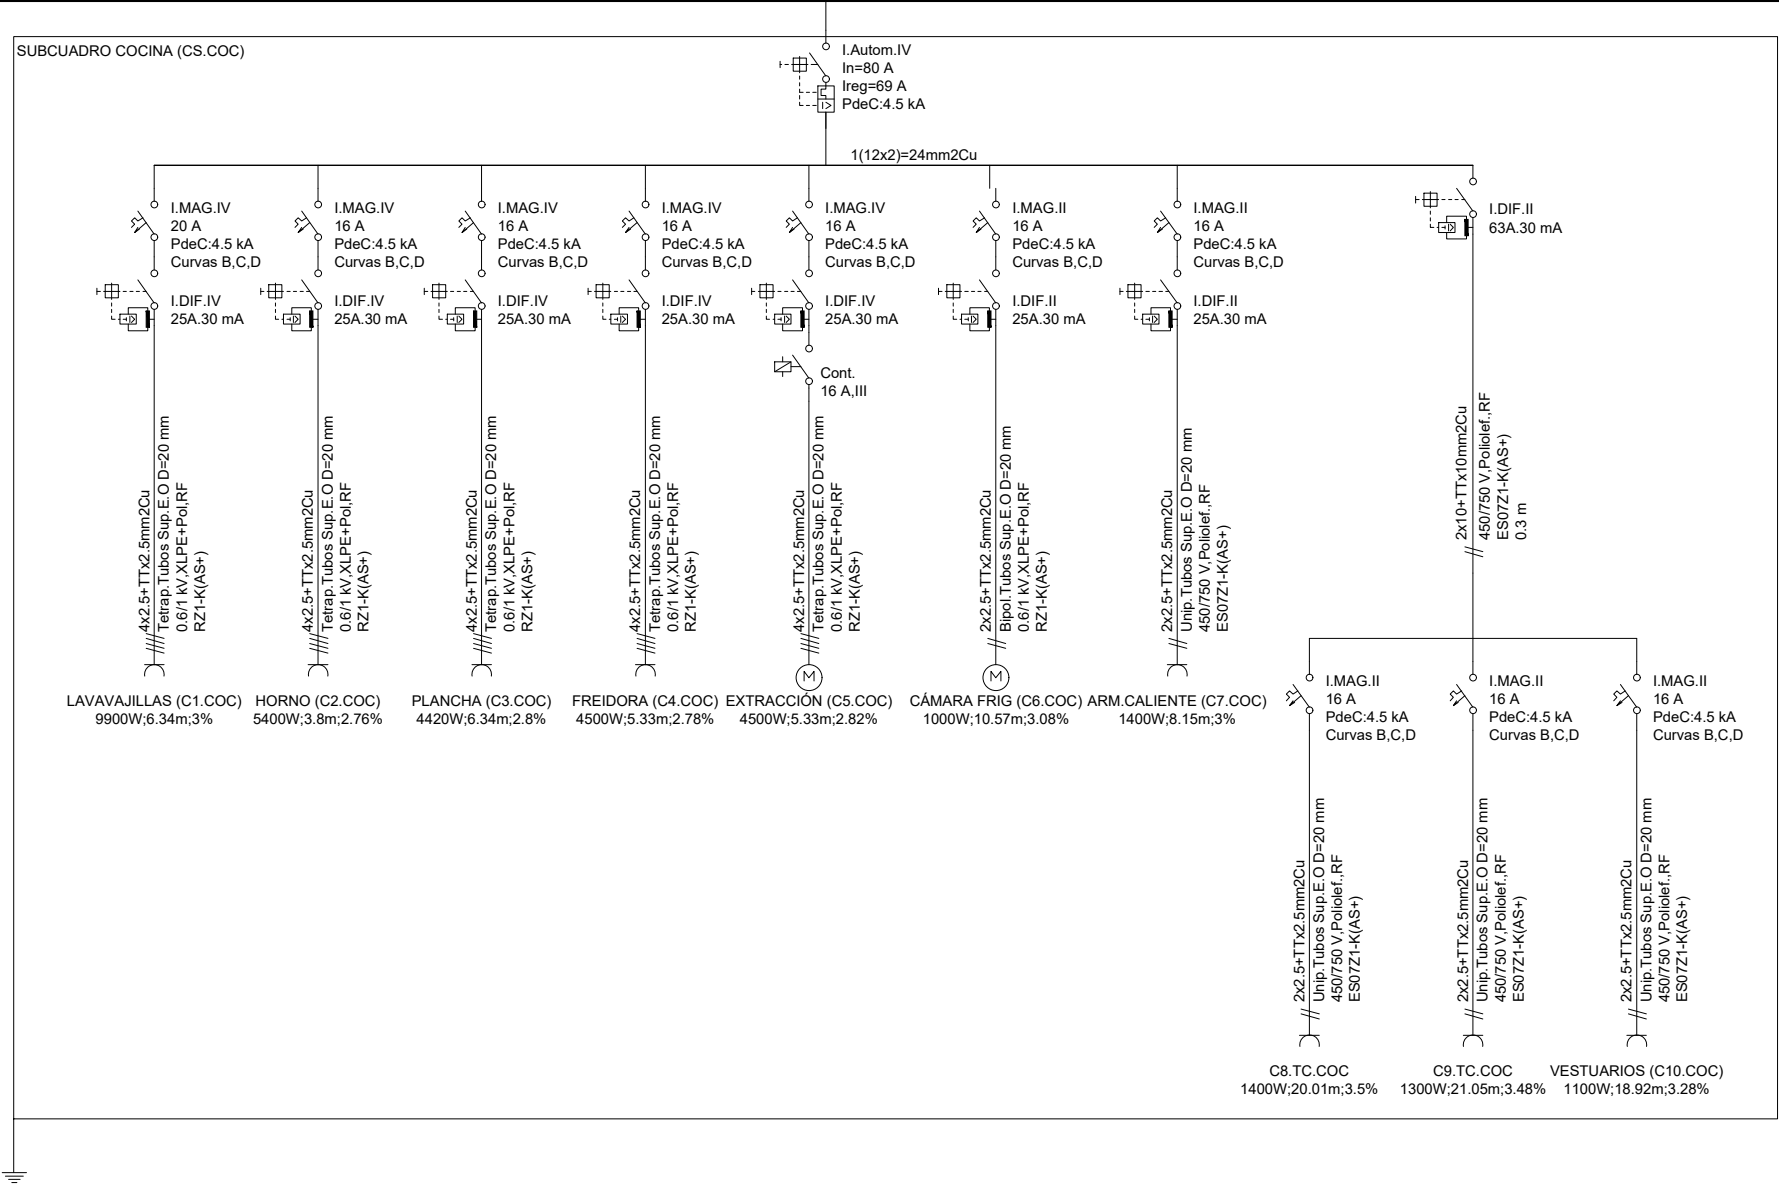 SUBCUADRO COCINA (CS.COC)
I.Autom.IV
In=80 A
Ireg=69 A
PdeC:4.5 kA
1(12x2)=24mm2Cu
I.MAG.IV
20 A
PdeC:4.5 kA
Curvas B,C,D
I.DIF.IV
25A.30 mA
4x2.5+TTx2.5mm2Cu
Tetrap.Tubos Sup.E.O D=20 mm
0.6/1 kV,XLPE+Pol,RF
RZ1-K(AS+)
LAVAVAJILLAS (C1.COC)
9900W;6.34m;3%
I.MAG.IV
16 A
PdeC:4.5 kA
Curvas B,C,D
I.DIF.IV
25A.30 mA
4x2.5+TTx2.5mm2Cu
Tetrap.Tubos Sup.E.O D=20 mm
0.6/1 kV,XLPE+Pol,RF
RZ1-K(AS+)
HORNO (C2.COC)
5400W;3.8m;2.76%
I.MAG.IV
16 A
PdeC:4.5 kA
Curvas B,C,D
I.DIF.IV
25A.30 mA
4x2.5+TTx2.5mm2Cu
Tetrap.Tubos Sup.E.O D=20 mm
0.6/1 kV,XLPE+Pol,RF
RZ1-K(AS+)
PLANCHA (C3.COC)
4420W;6.34m;2.8%
I.MAG.IV
16 A
PdeC:4.5 kA
Curvas B,C,D
I.DIF.IV
25A.30 mA
4x2.5+TTx2.5mm2Cu
Tetrap.Tubos Sup.E.O D=20 mm
0.6/1 kV,XLPE+Pol,RF
RZ1-K(AS+)
FREIDORA (C4.COC)
4500W;5.33m;2.78%
I.MAG.IV
16 A
PdeC:4.5 kA
Curvas B,C,D
I.DIF.IV
25A.30 mA
Cont.
16 A,III
4x2.5+TTx2.5mm2Cu
Tetrap.Tubos Sup.E.O D=20 mm
0.6/1 kV,XLPE+Pol,RF
RZ1-K(AS+)
M
EXTRACCIÓN (C5.COC)
4500W;5.33m;2.82%
I.MAG.II
16 A
PdeC:4.5 kA
Curvas B,C,D
I.DIF.II
25A.30 mA
2x2.5+TTx2.5mm2Cu
Bipol.Tubos Sup.E.O D=20 mm
0.6/1 kV,XLPE+Pol,RF
RZ1-K(AS+)
M
CÁMARA FRIG (C6.COC)
1000W;10.57m;3.08%
I.MAG.II
16 A
PdeC:4.5 kA
Curvas B,C,D
I.DIF.II
25A.30 mA
2x2.5+TTx2.5mm2Cu
Unip.Tubos Sup.E.O D=20 mm
450/750 V,Poliolef.,RF
ES07Z1-K(AS+)
ARM.CALIENTE (C7.COC)
1400W;8.15m;3%
I.DIF.II
63A.30 mA
2x10+TTx10mm2Cu
450/750 V,Poliolef.,RF
ES07Z1-K(AS+)
0.3 m
I.MAG.II
16 A
PdeC:4.5 kA
Curvas B,C,D
2x2.5+TTx2.5mm2Cu
Unip.Tubos Sup.E.O D=20 mm
450/750 V,Poliolef.,RF
ES07Z1-K(AS+)
C8.TC.COC
1400W;20.01m;3.5%
I.MAG.II
16 A
PdeC:4.5 kA
Curvas B,C,D
2x2.5+TTx2.5mm2Cu
Unip.Tubos Sup.E.O D=20 mm
450/750 V,Poliolef.,RF
ES07Z1-K(AS+)
C9.TC.COC
1300W;21.05m;3.48%
I.MAG.II
16 A
PdeC:4.5 kA
Curvas B,C,D
2x2.5+TTx2.5mm2Cu
Unip.Tubos Sup.E.O D=20 mm
450/750 V,Poliolef.,RF
ES07Z1-K(AS+)
VESTUARIOS (C10.COC)
1100W;18.92m;3.28%